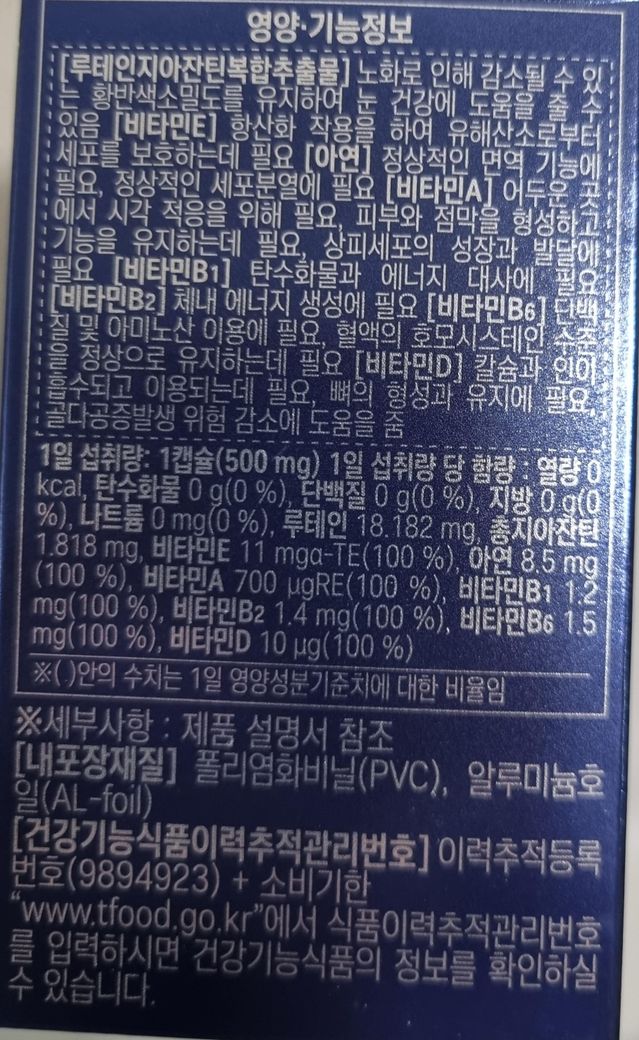 영양·기능정보
[루테인지아잔틴복합추출물] 노화로 인해 감소될 수 있
는 황반색소밀도를 유지하여 눈 건강에 도움을 줄 수
있음 [비타민E] 항산화 작용을 하여 유해산소로부터
세포를 보호하는데 필요 [아연] 정상적인 면역 기능에
필요, 정상적인 세포분열에 필요 [비타민A] 어두운 곳
에서 시각 적응을 위해 필요, 피부와 점막을 형성하고
기능을 유지하는데 필요, 상피세포의 성장과 발달에
필요 [비타민B1] 탄수화물과 에너지 대사에 필요
[비타민B2] 체내 에너지 생성에 필요 [비타민B6] 단백
질 및 아미노산 이용에 필요, 혈액의 호모시스테인 수준
을 정상으로 유지하는데 필요 [비타민D] 칼슘과 인이
흡수되고 이용되는데 필요, 뼈의 형성과 유지에 필요,
골다공증발생 위험 감소에 도움을 줌
1일 섭취량: 1캡슐(500 mg) 1일 섭취량 당 함량 : 열량 0
kcal, 탄수화물 0 g(0 %), 단백질 0 g(0 %), 지방 0 g(0
%), 나트륨 0 mg(0 %), 루테인 18.182 mg, 총지아잔틴
1.818 mg, 비타민E 11 mgα-TE(100 %), 아연 8.5 mg
(100 %), 비타민A 700 μgRE(100 %), 비타민B1 1.2
mg(100 %), 비타민B2 1.4 mg(100 %), 비타민B6 1.5
mg(100 %), 비타민D 10 μg(100 %)
※( )안의 수치는 1일 영양성분기준치에 대한 비율임
※세부사항 : 제품 설명서 참조
[내포장재질] 폴리염화비닐(PVC), 알루미늄호
일(AL-foil)
[건강기능식품이력추적관리번호] 이력추적등록
번호(9894923) + 소비기한
“www.tfood.go.kr”에서 식품이력추적관리번호
를 입력하시면 건강기능식품의 정보를 확인하실
수 있습니다.